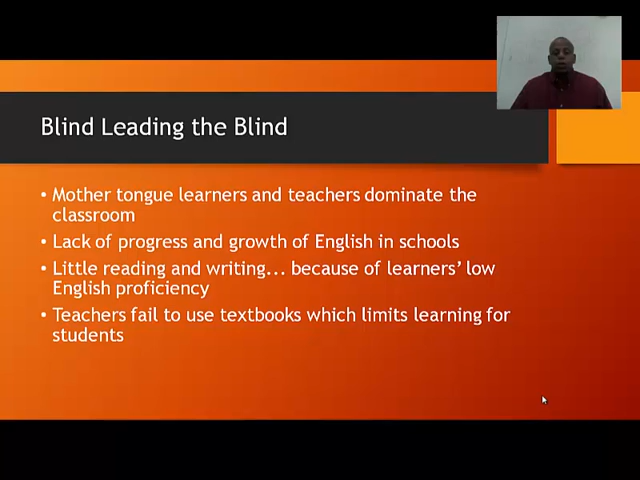 Blind Leading the Blind
• Mother tongue learners and teachers dominate the
classroom
• Lack of progress and growth of English in schools
• Little reading and writing... because of learners’ low
English proficiency
• Teachers fail to use textbooks which limits learning for
students